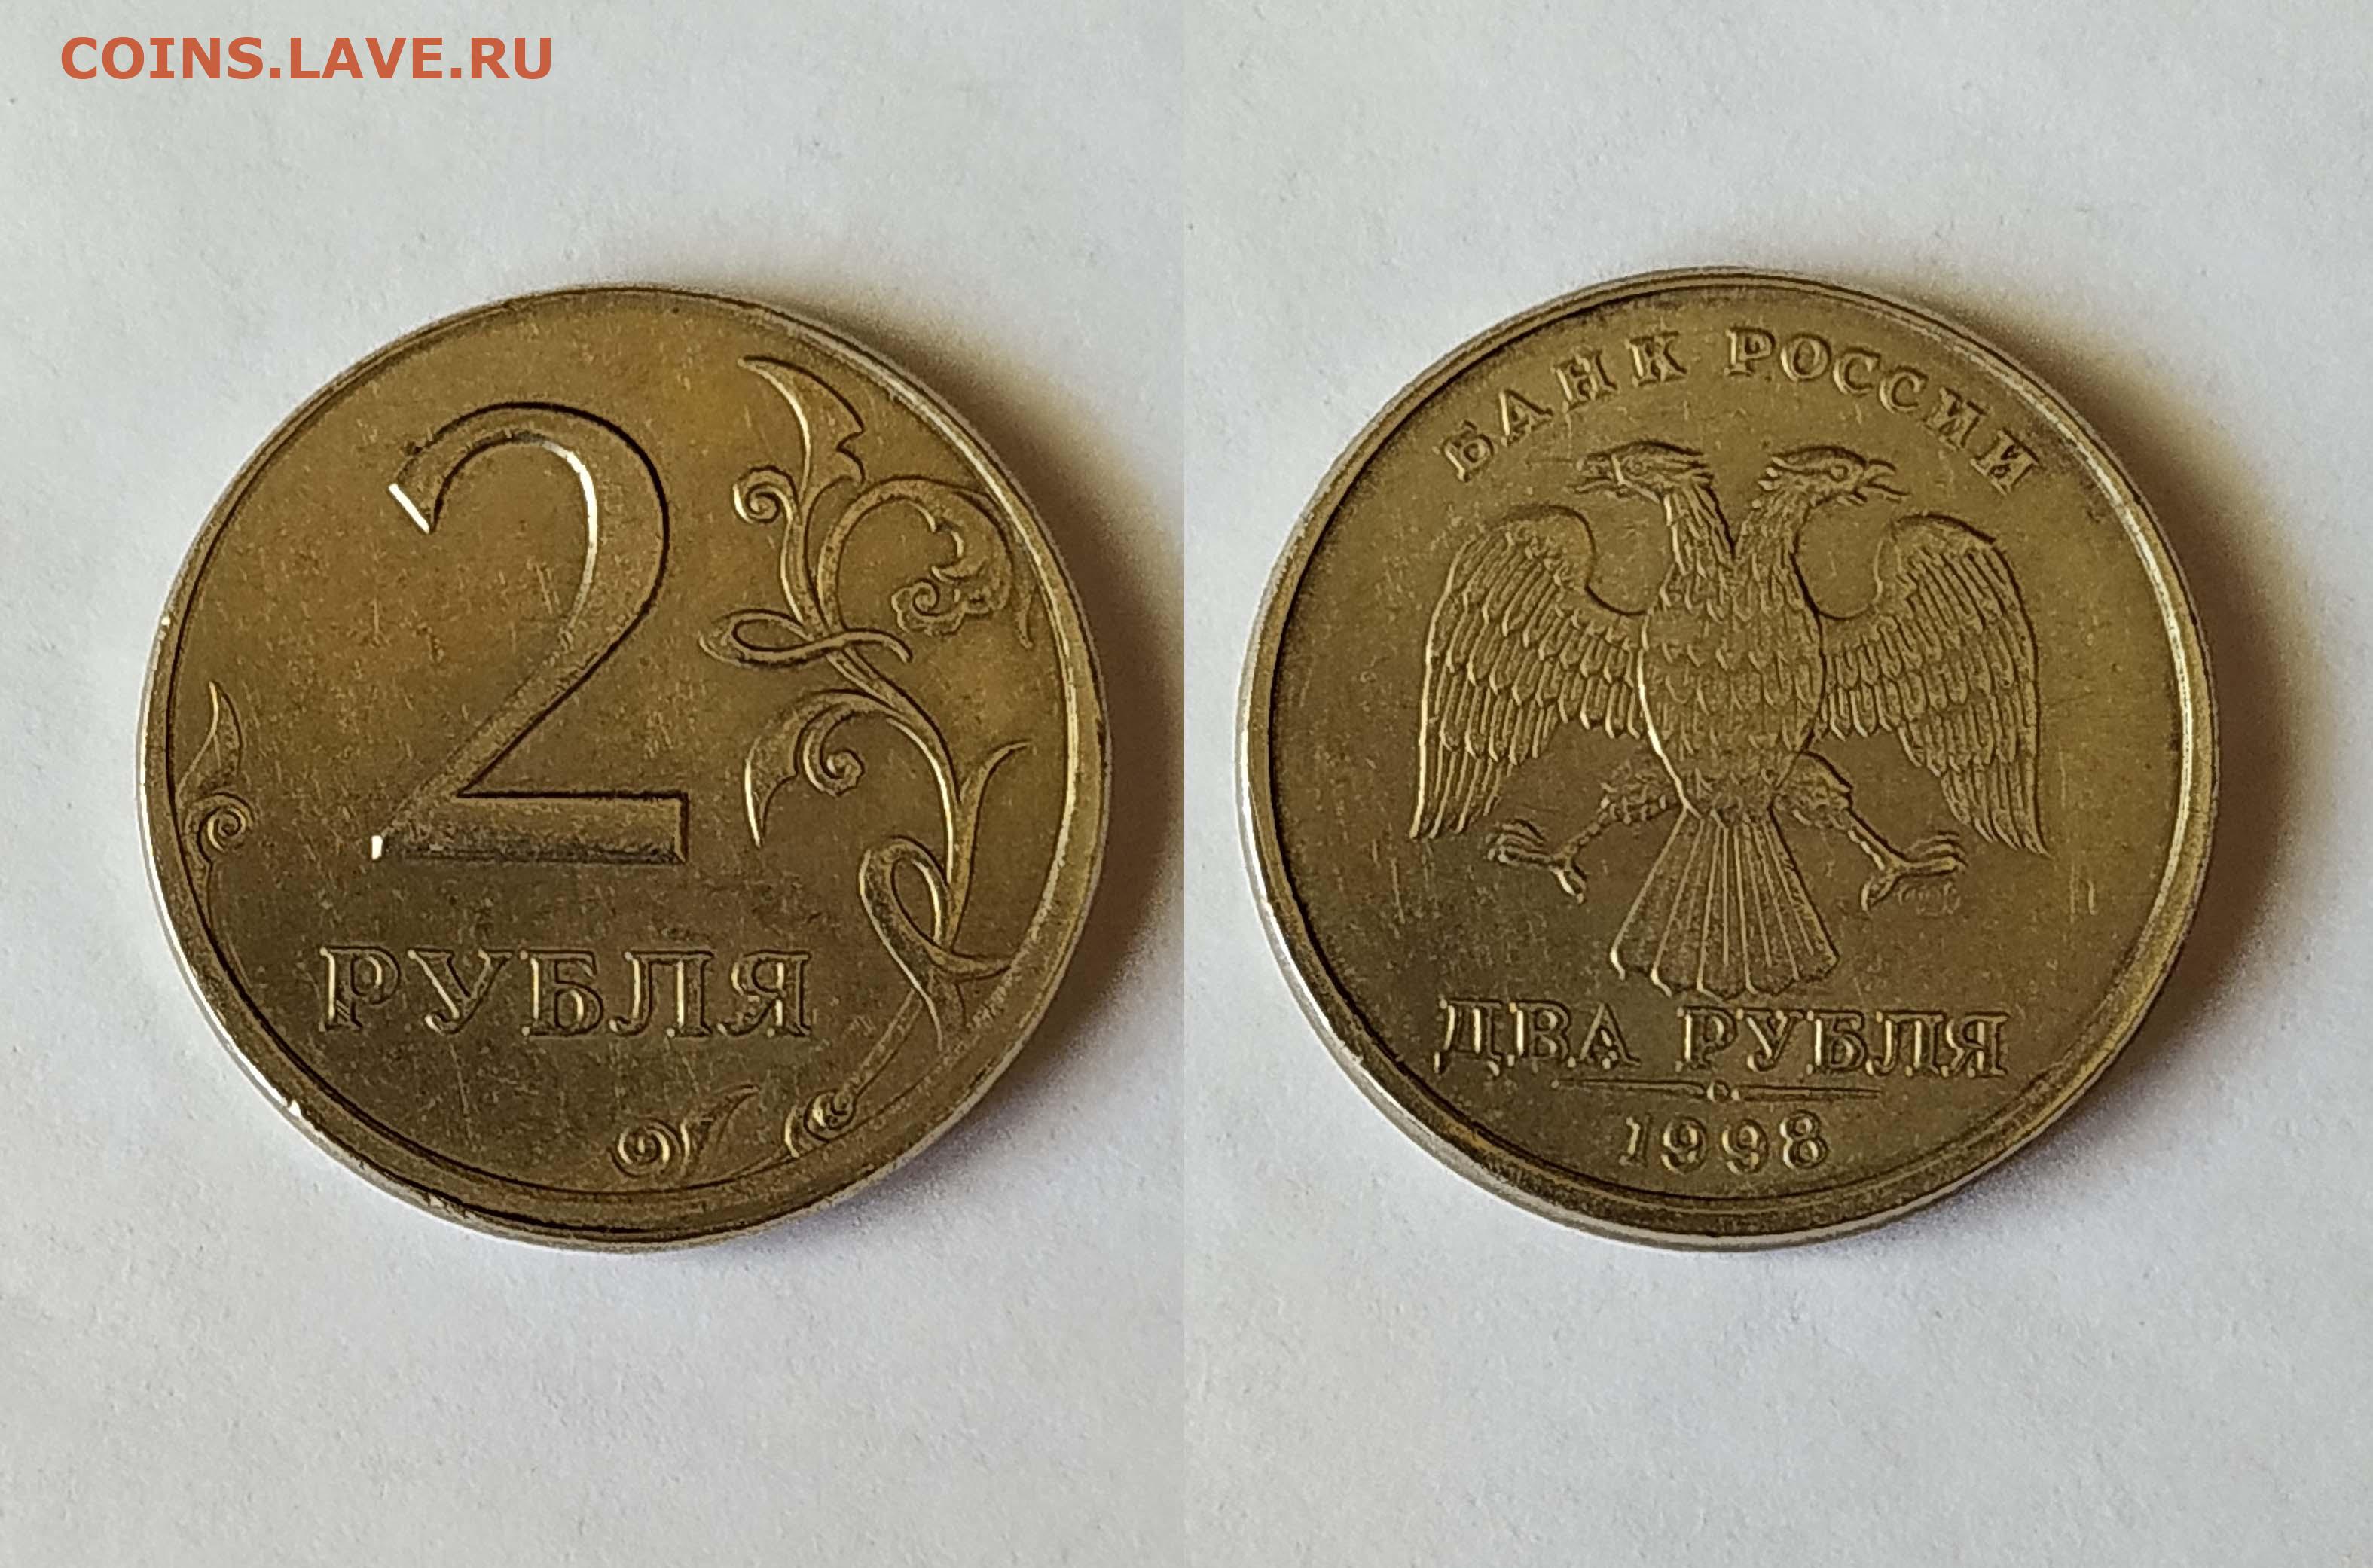 COINS.LAVE.RU
2
РУБЛЯ
БАНК РОССИИ
ДВА РУБЛЯ
1998